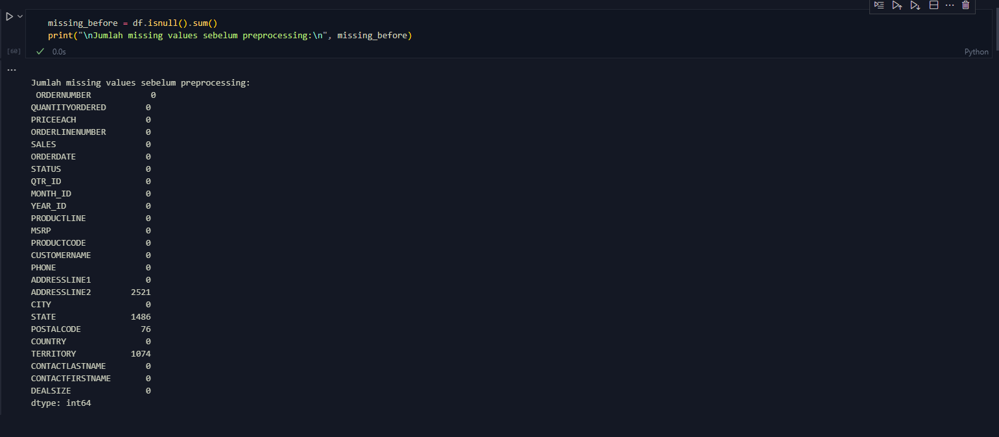 missing_before = df.isnull().sum()
print("\nJumlah missing values sebelum preprocessing:\n", missing_before)
[60] 0.0s Python
...
Jumlah missing values sebelum preprocessing:
 ORDERNUMBER 0
QUANTITYORDERED 0
PRICEEACH 0
ORDERLINENUMBER 0
SALES 0
ORDERDATE 0
STATUS 0
QTR_ID 0
MONTH_ID 0
YEAR_ID 0
PRODUCTLINE 0
MSRP 0
PRODUCTCODE 0
CUSTOMERNAME 0
PHONE 0
ADDRESSLINE1 0
ADDRESSLINE2 2521
CITY 0
STATE 1486
POSTALCODE 76
COUNTRY 0
TERRITORY 1074
CONTACTLASTNAME 0
CONTACTFIRSTNAME 0
DEALSIZE 0
dtype: int64